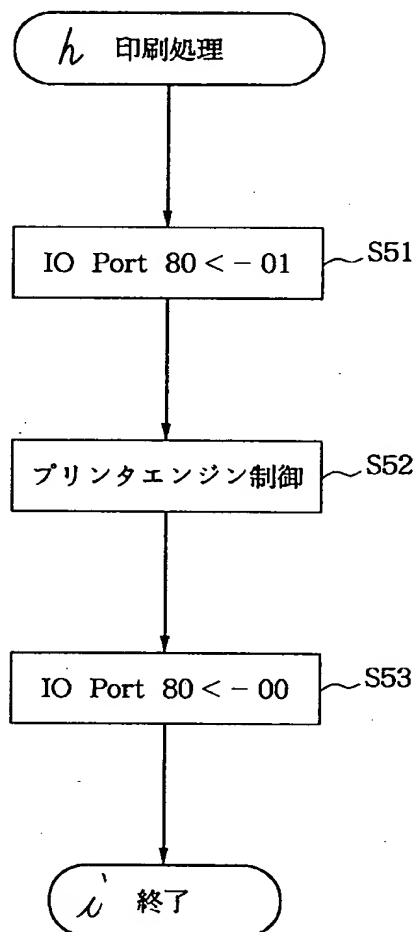 h 印刷処理
IO Port 80 < - 01
S51
プリンタエンジン制御
S52
IO Port 80 < - 00
S53
i 終了